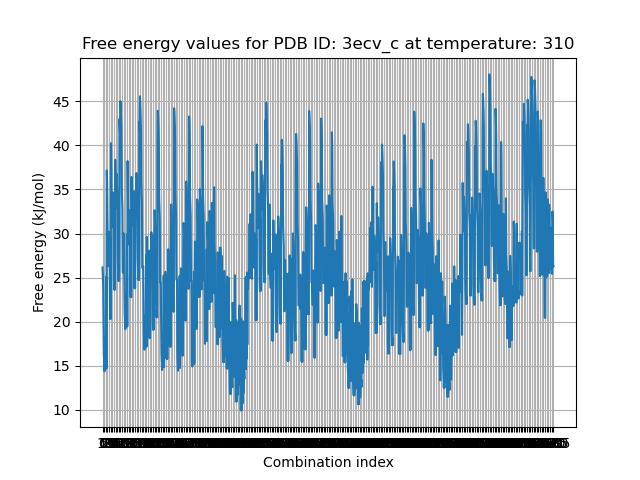 Free energy values for PDB ID: 3ecv_c at temperature: 310
Free energy (kJ/mol)
45
40
35
30
25
20
15
10
Combination index